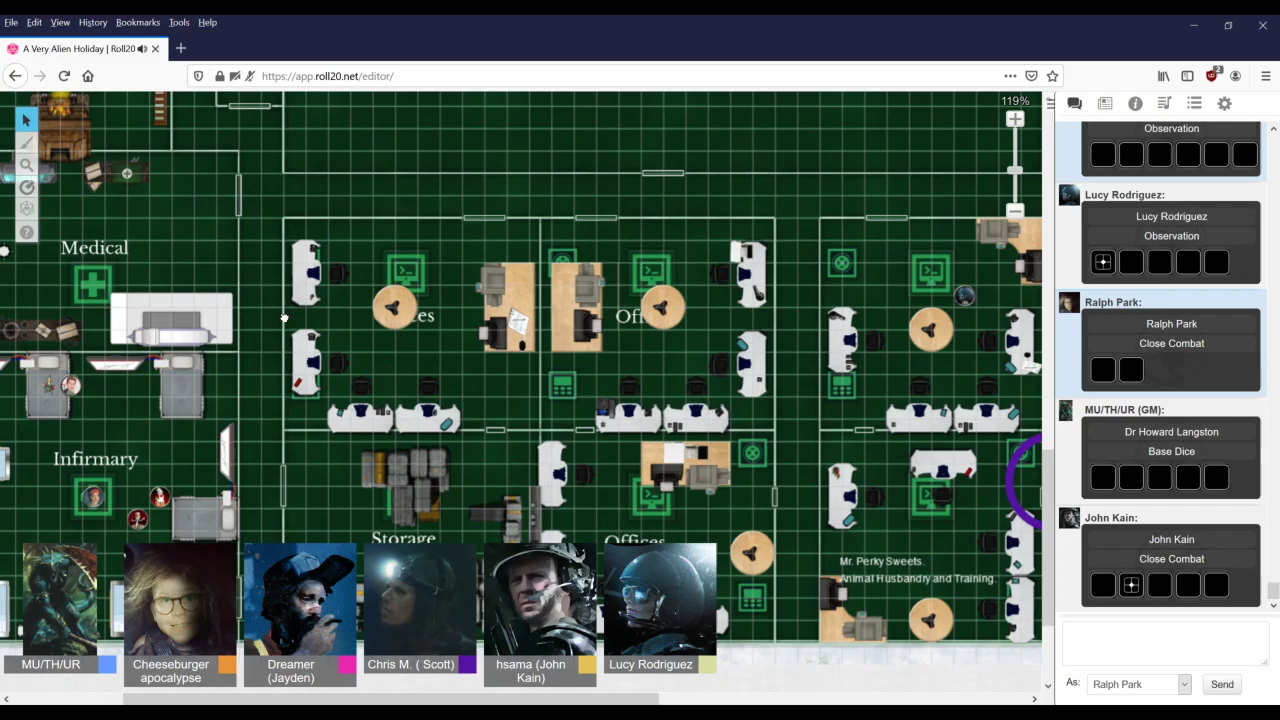 File Edit View History Bookmarks Tools Help
A Very Alien Holiday | Roll20
https://app.roll20.net/editor/
2
119%
Medical
Infirmary
Offices
Storage
Mr. Perky Sweets.
Animal Husbandry and Training.
MU/TH/UR
Cheeseburger
apocalypse
Dreamer
(Jayden)
Chris M. ( Scott)
hsama (John
Kain)
Lucy Rodriguez
Observation
Lucy Rodriguez:
Lucy Rodriguez
Observation
Ralph Park:
Ralph Park
Close Combat
MU/TH/UR (GM):
Dr Howard Langston
Base Dice
John Kain:
John Kain
Close Combat
As:
Ralph Park
Send